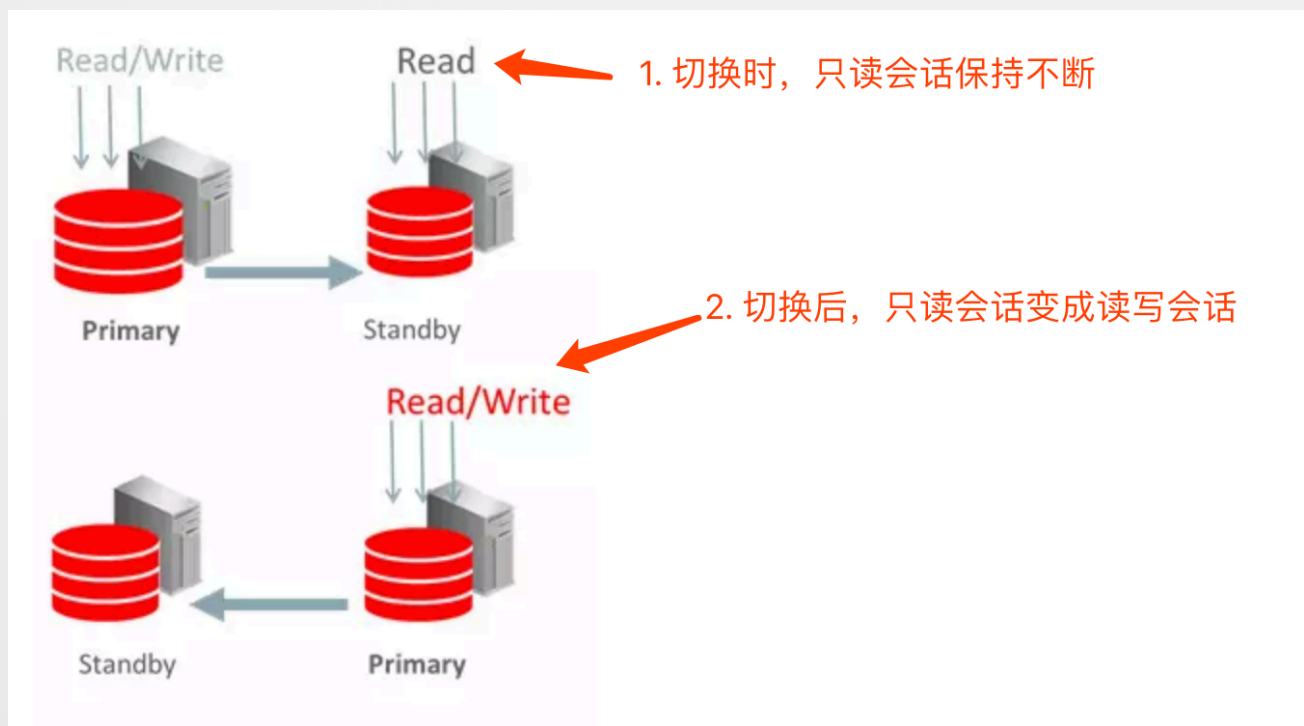 Read/Write
Read
1. 切换时，只读会话保持不断
Primary
Standby
2. 切换后，只读会话变成读写会话
Read/Write
Standby
Primary